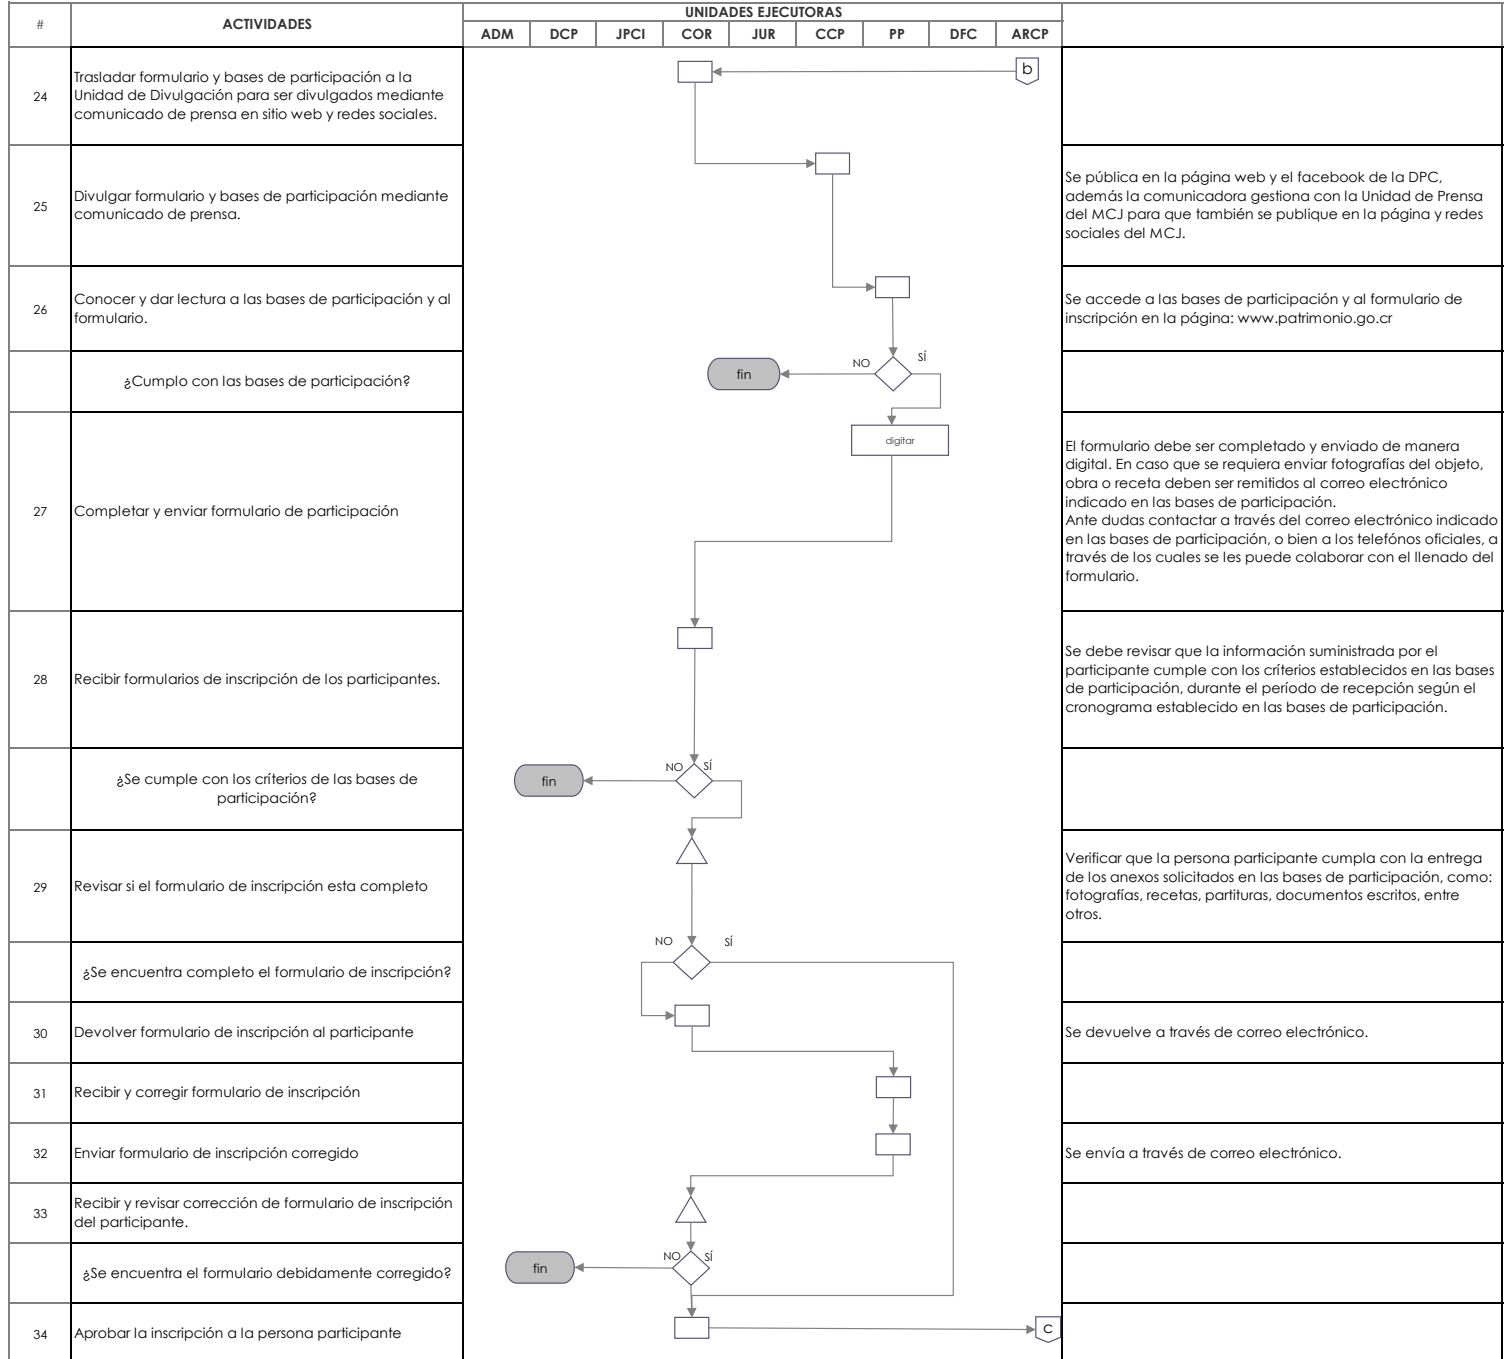 # ACTIVIDADES UNIDADES EJECUTORAS
ADM DCP JPCI COR JUR CCP PP DFC ARCP
24
Trasladar formulario y bases de participación a la
Unidad de Divulgación para ser divulgados mediante
comunicado de prensa en sitio web y redes sociales.
b
25
Divulgar formulario y bases de participación mediante
comunicado de prensa.
Se pública en la página web y el facebook de la DPC,
además la comunicadora gestiona con la Unidad de Prensa
del MCJ para que también se publique en la página y redes
sociales del MCJ.
26
Conocer y dar lectura a las bases de participación y al
formulario.
Se accede a las bases de participación y al formulario de
inscripción en la página: www.patrimonio.go.cr
¿Cumplo con las bases de participación?
fin
NO
SÍ
digitar
27
Completar y enviar formulario de participación
El formulario debe ser completado y enviado de manera
digital. En caso que se requiera enviar fotografías del objeto,
obra o receta deben ser remitidos al correo electrónico
indicado en las bases de participación.
Ante dudas contactar a través del correo electrónico indicado
en las bases de participación, o bien a los telefónos oficiales, a
través de los cuales se les puede colaborar con el llenado del
formulario.
28
Recibir formularios de inscripción de los participantes.
Se debe revisar que la información suministrada por el
participante cumple con los críterios establecidos en las bases
de participación, durante el período de recepción según el
cronograma establecido en las bases de participación.
¿Se cumple con los críterios de las bases de
participación?
fin
NO
SÍ
29
Revisar si el formulario de inscripción esta completo
Verificar que la persona participante cumpla con la entrega
de los anexos solicitados en las bases de participación, como:
fotografías, recetas, partituras, documentos escritos, entre
otros.
¿Se encuentra completo el formulario de inscripción?
NO
SÍ
30
Devolver formulario de inscripción al participante
Se devuelve a través de correo electrónico.
31
Recibir y corregir formulario de inscripción
32
Enviar formulario de inscripción corregido
Se envía a través de correo electrónico.
33
Recibir y revisar corrección de formulario de inscripción
del participante.
¿Se encuentra el formulario debidamente corregido?
fin
NO
SÍ
34
Aprobar la inscripción a la persona participante
c